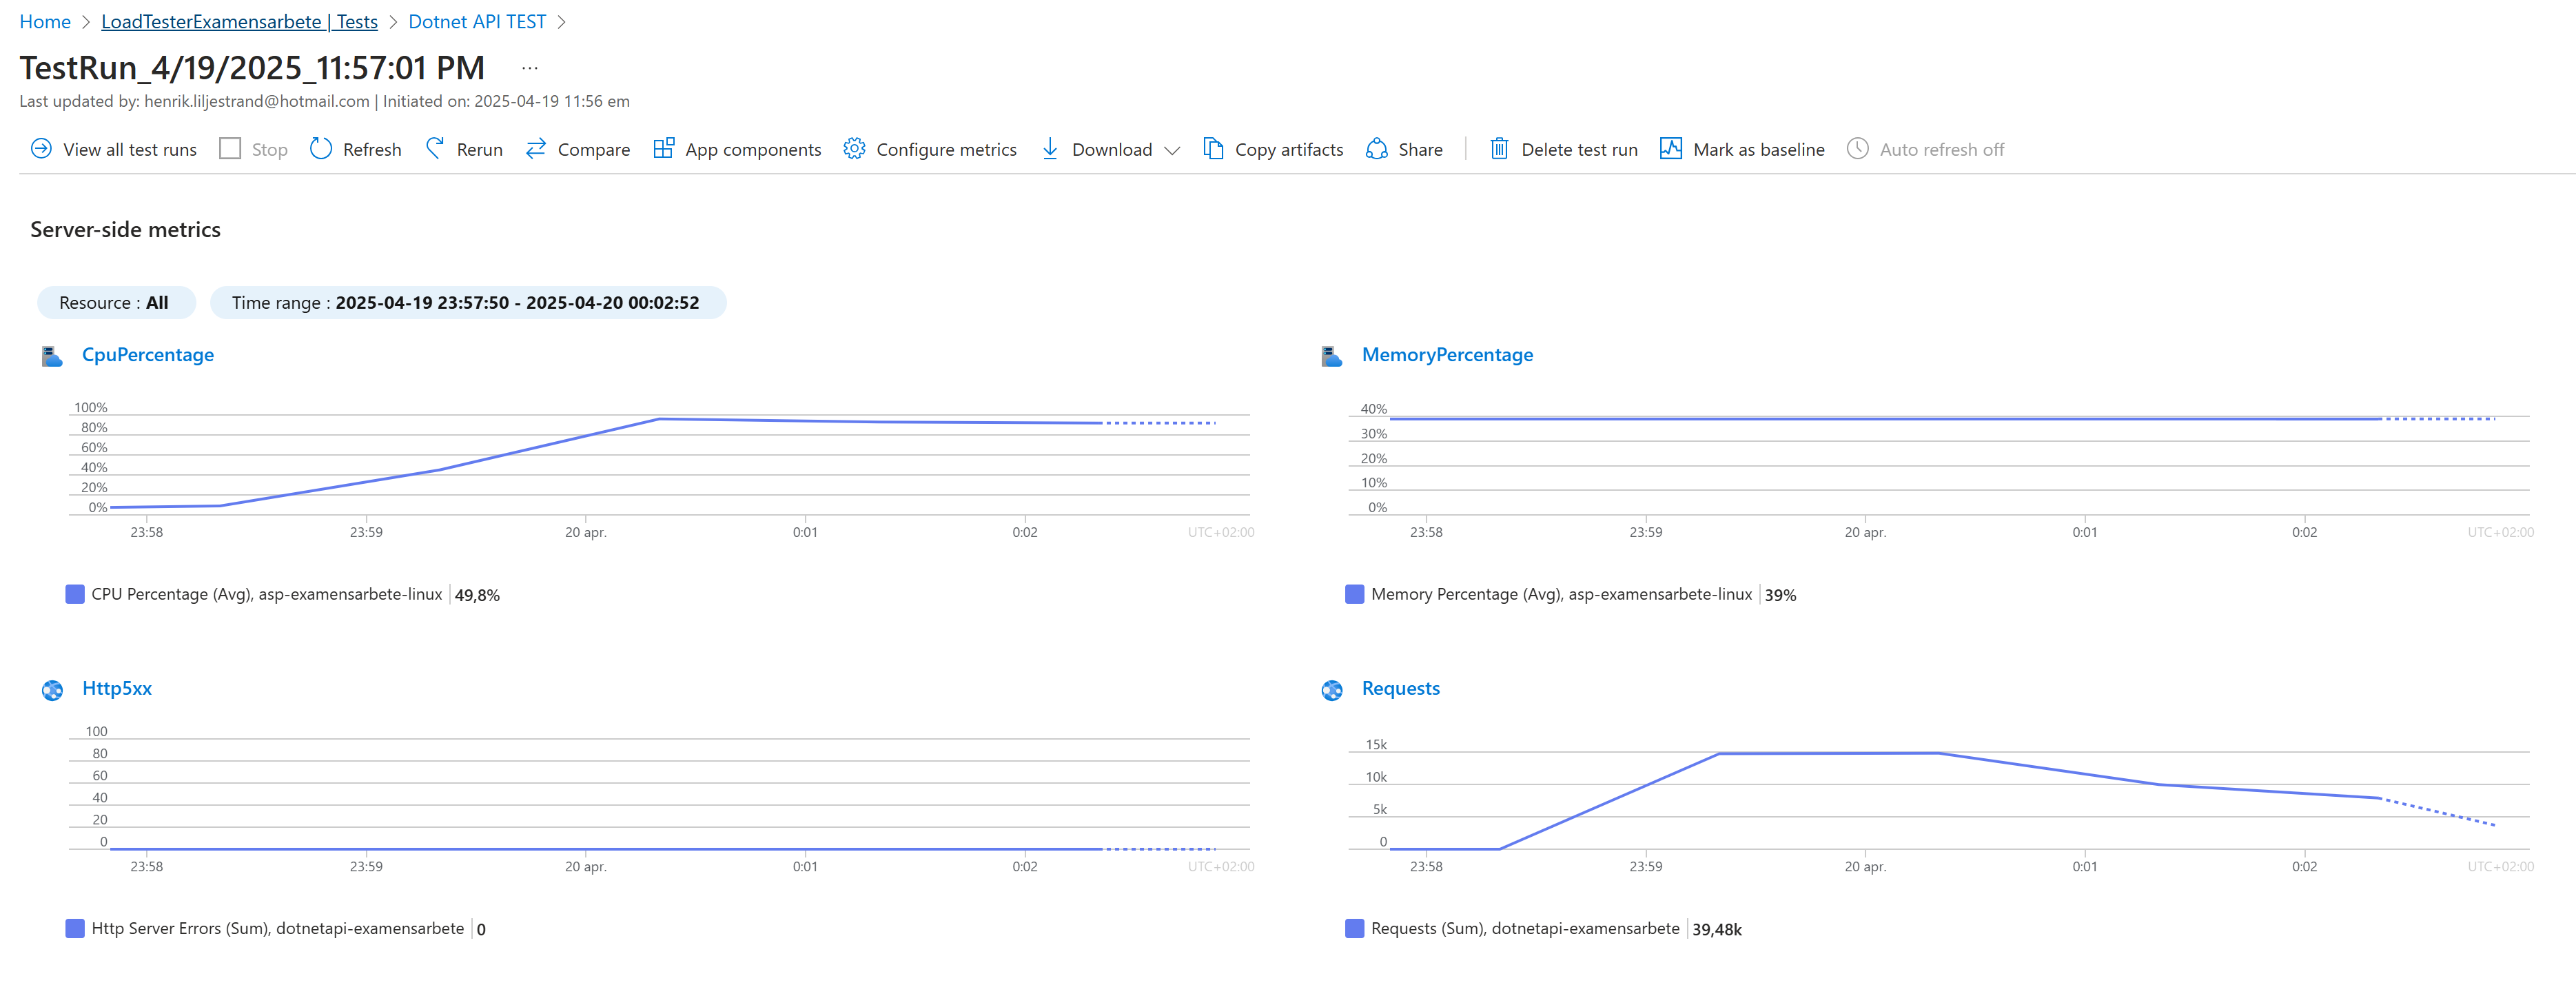 Home > LoadTesterExamensarbete | Tests > Dotnet API TEST >
TestRun_4/19/2025_11:57:01 PM ...
Last updated by: henrik.liljestrand@hotmail.com | Initiated on: 2025-04-19 11:56 em
View all test runs Stop Refresh Rerun Compare App components Configure metrics Download Copy artifacts Share Delete test run Mark as baseline Auto refresh off
Server-side metrics
Resource : All Time range : 2025-04-19 23:57:50 - 2025-04-20 00:02:52
CpuPercentage
100%
80%
60%
40%
20%
0%
23:58 23:59 20 apr. 0:01 0:02 UTC+02:00
CPU Percentage (Avg), asp-examensarbete-linux 49,8%
MemoryPercentage
40%
30%
20%
10%
0%
23:58 23:59 20 apr. 0:01 0:02 UTC+02:00
Memory Percentage (Avg), asp-examensarbete-linux 39%
Http5xx
100
80
60
40
20
0
23:58 23:59 20 apr. 0:01 0:02 UTC+02:00
Http Server Errors (Sum), dotnetapi-examensarbete 0
Requests
15k
10k
5k
0
23:58 23:59 20 apr. 0:01 0:02 UTC+02:00
Requests (Sum), dotnetapi-examensarbete 39,48k